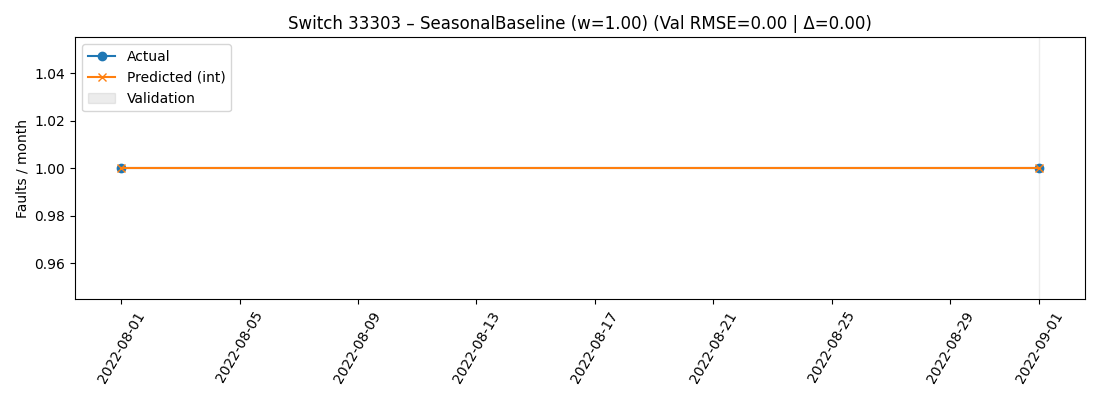 Switch 33303 – SeasonalBaseline (w=1.00) (Val RMSE=0.00 | Δ=0.00)
Actual
Predicted (int)
Validation
Faults / month
1.04
1.02
1.00
0.98
0.96
2022-08-01
2022-08-05
2022-08-09
2022-08-13
2022-08-17
2022-08-21
2022-08-25
2022-08-29
2022-09-01